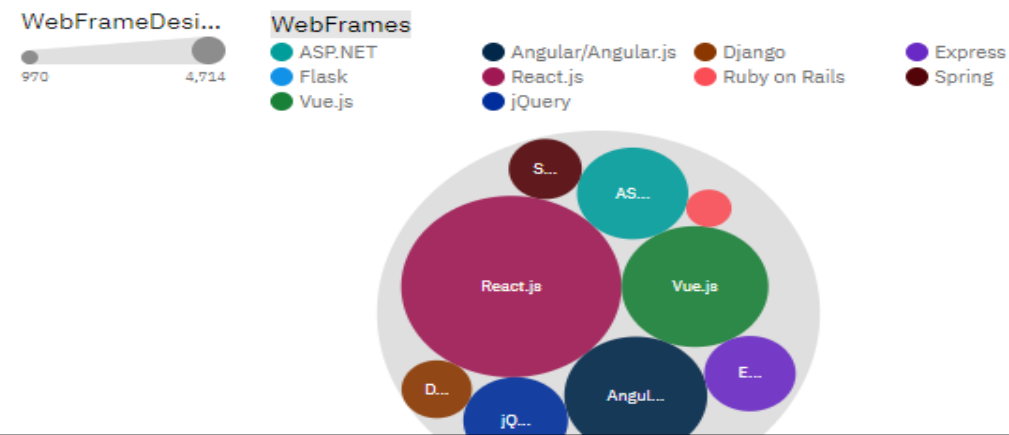 WebFrameDesi...
970 4,714
WebFrames
ASP.NET Angular/Angular.js Django Express
Flask React.js Ruby on Rails Spring
Vue.js jQuery
S...
AS...
React.js Vue.js
D... E...
Angul...
jQ...